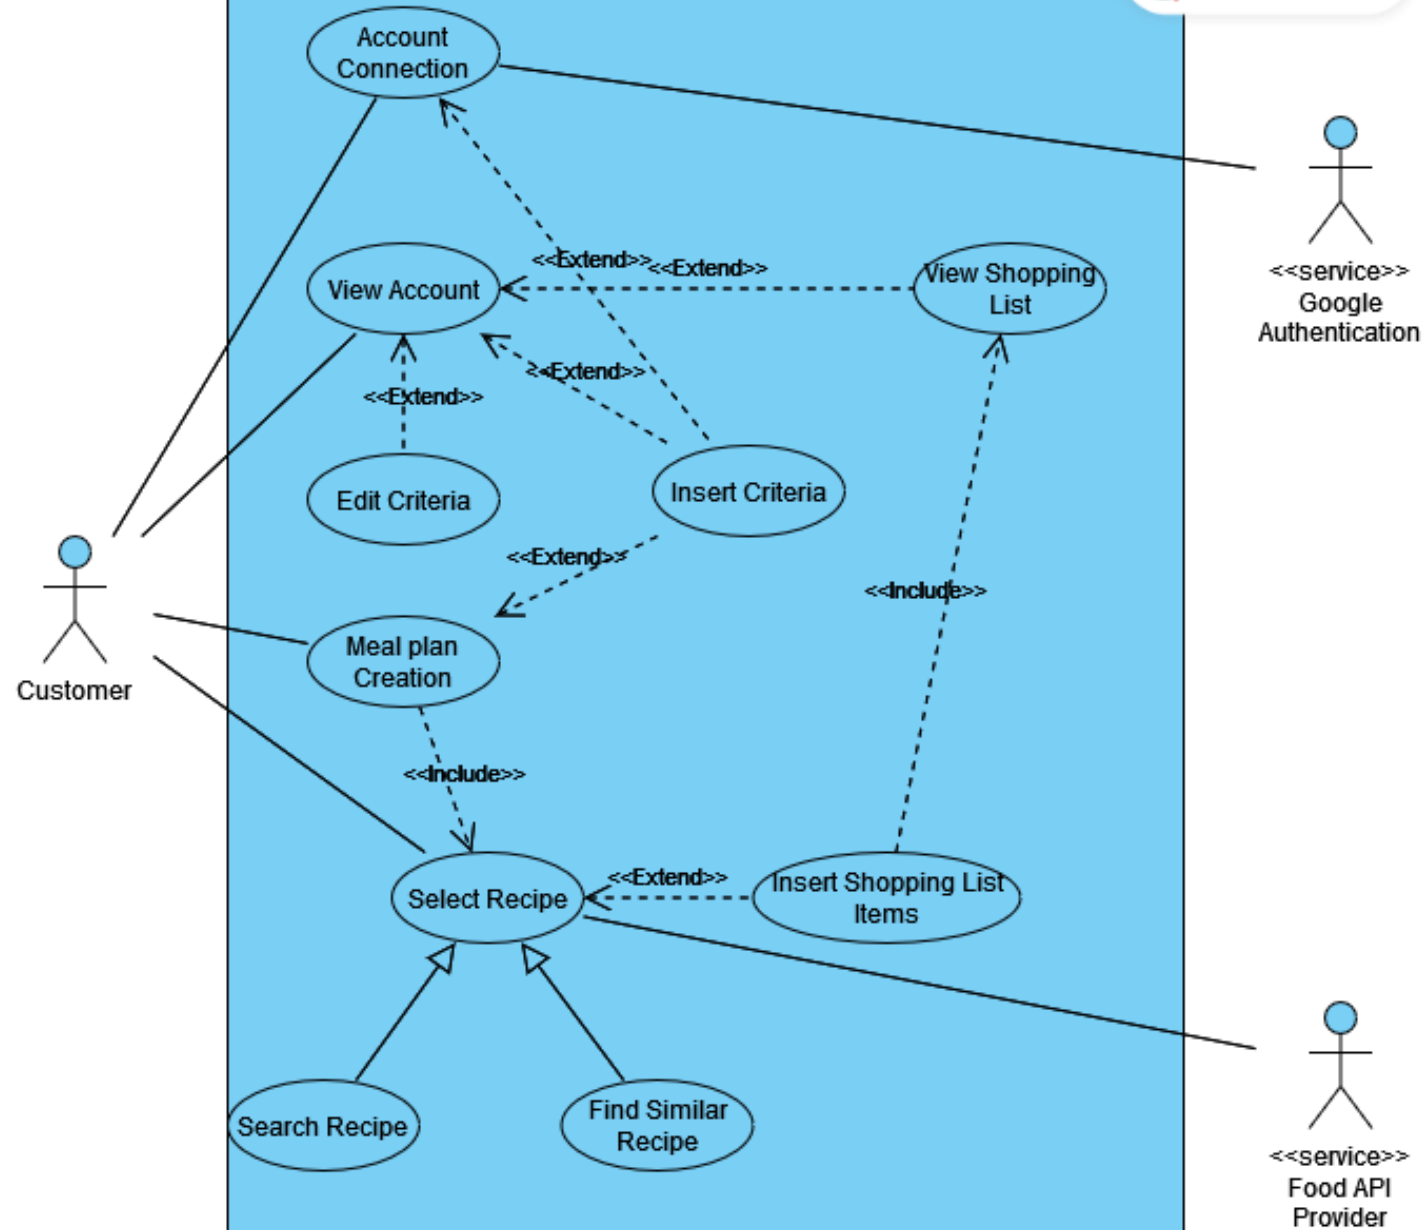 Account
Connection
<<Extend>>
<<Extend>>
View Account
View Shopping
List
<<service>>
Google
Authentication
<<Extend>>
<<Extend>>
Edit Criteria
Insert Criteria
<<Extend>>
<<Include>>
Customer
Meal plan
Creation
<<Include>>
<<Extend>>
Select Recipe
Insert Shopping List
Items
Search Recipe
Find Similar
Recipe
<<service>>
Food API
Provider